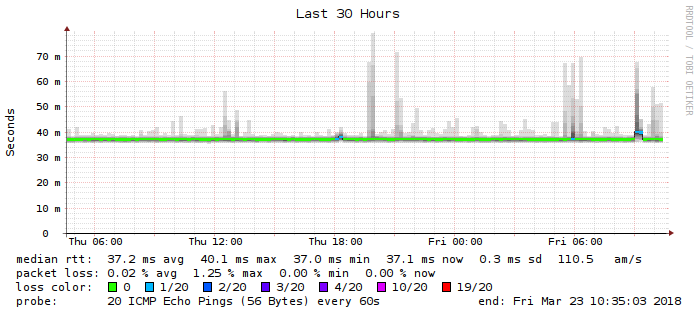 Last 30 Hours
RRDTOOL / TOBI OETIKER
Seconds
70 m
60 m
50 m
40 m
30 m
20 m
10 m
0
Thu 06:00 Thu 12:00 Thu 18:00 Fri 00:00 Fri 06:00
median rtt: 37.2 ms avg 40.1 ms max 37.0 ms min 37.1 ms now 0.3 ms sd 110.5 am/s
packet loss: 0.02 % avg 1.25 % max 0.00 % min 0.00 % now
loss color: 0 1/20 2/20 3/20 4/20 10/20 19/20
probe: 20 ICMP Echo Pings (56 Bytes) every 60s end: Fri Mar 23 10:35:03 2018